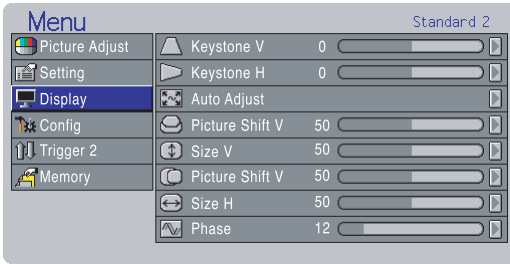 Menu Standard 2
Picture Adjust
Setting
Display
Config
Trigger 2
Memory
Keystone V 0
Keystone H 0
Auto Adjust
Picture Shift V 50
Size V 50
Picture Shift V 50
Size H 50
Phase 12